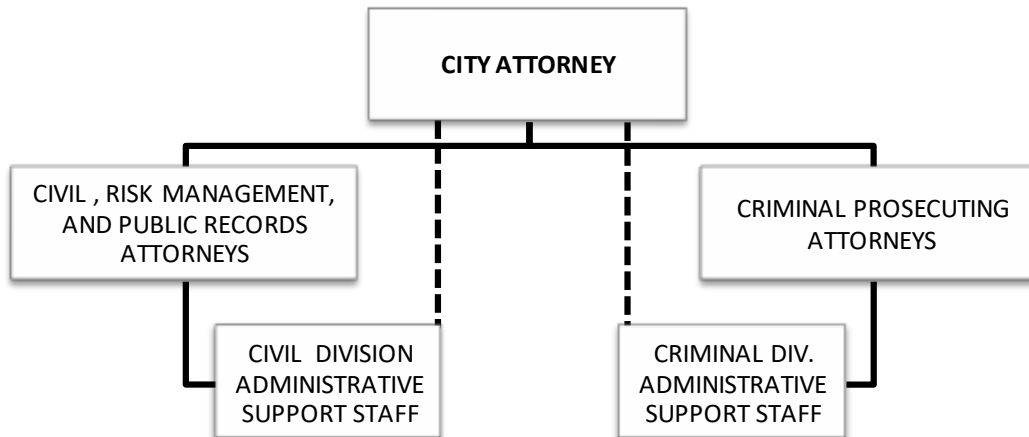 CITY ATTORNEY
CIVIL , RISK MANAGEMENT,
AND PUBLIC RECORDS
ATTORNEYS
CRIMINAL PROSECUTING
ATTORNEYS
CIVIL DIVISION
ADMINISTRATIVE
SUPPORT STAFF
CRIMINAL DIV.
ADMINISTRATIVE
SUPPORT STAFF